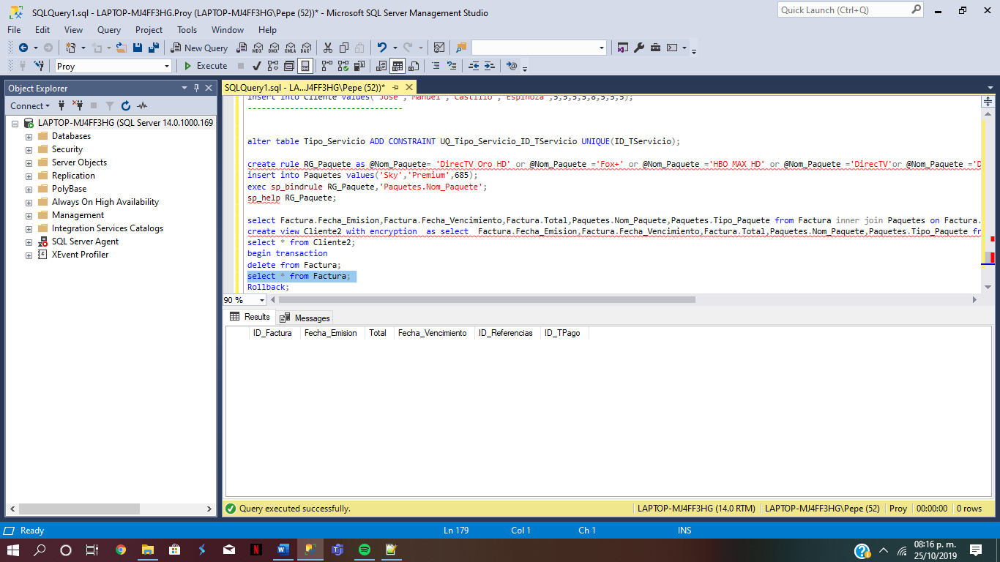 SQLQuery1.sql - LAPTOP-MJ4FF3HG.Proy (LAPTOP-MJ4FF3HG\Pepe (52))* - Microsoft SQL Server Management Studio
Quick Launch (Ctrl+Q)
File Edit View Query Project Tools Window Help
New Query MDX DMX XMLA DAX
Proy Execute
Object Explorer
SQLQuery1.sql - LA...J4FF3HG\Pepe (52))*
Connect
LAPTOP-MJ4FF3HG (SQL Server 14.0.1000.169
Databases
Security
Server Objects
Replication
PolyBase
Always On High Availability
Management
Integration Services Catalogs
SQL Server Agent
XEvent Profiler
insert into Cliente values('Jose','Manuel','Castillo','Espinoza',5,5,5,5,8,5,5,5);
---------------------------------
alter table Tipo_Servicio ADD CONSTRAINT UQ_Tipo_Servicio_ID_TServicio UNIQUE(ID_TServicio);
create rule RG_Paquete as @Nom_Paquete= 'DirecTV Oro HD' or @Nom_Paquete ='Fox+' or @Nom_Paquete ='HBO MAX HD' or @Nom_Paquete ='DirecTV'or @Nom_Paquete ='D
insert into Paquetes values('Sky','Premium',685);
exec sp_bindrule RG_Paquete,'Paquetes.Nom_Paquete';
sp_help RG_Paquete;
select Factura.Fecha_Emision,Factura.Fecha_Vencimiento,Factura.Total,Paquetes.Nom_Paquete,Paquetes.Tipo_Paquete from Factura inner join Paquetes on Factura.
create view Cliente2 with encryption as select Factura.Fecha_Emision,Factura.Fecha_Vencimiento,Factura.Total,Paquetes.Nom_Paquete,Paquetes.Tipo_Paquete fr
select * from Cliente2;
begin transaction
delete from Factura;
select * from Factura;
Rollback;
90 %
Results Messages
ID_Factura Fecha_Emision Total Fecha_Vencimiento ID_Referencias ID_TPago
Query executed successfully. LAPTOP-MJ4FF3HG (14.0 RTM) LAPTOP-MJ4FF3HG\Pepe (52) Proy 00:00:00 0 rows
Ready Ln 179 Col 1 Ch 1 INS
08:16 p. m.
25/10/2019